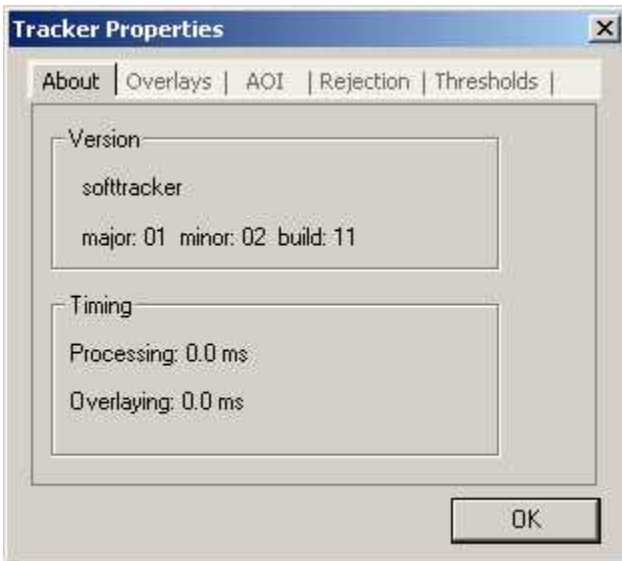 Tracker Properties
About | Overlays | AOI | Rejection | Thresholds |
Version
softtracker
major: 01 minor: 02 build: 11
Timing
Processing: 0.0 ms
Overlaying: 0.0 ms
OK